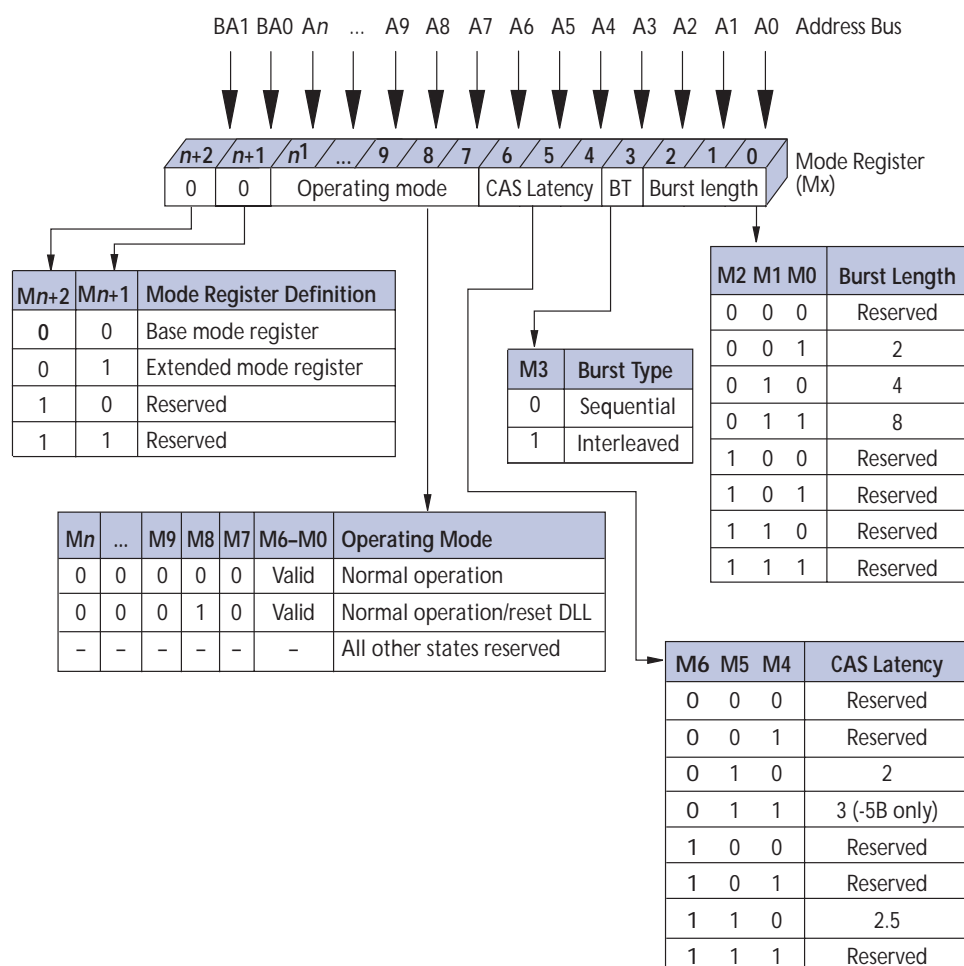 BA1 BA0 An ... A9 A8 A7 A6 A5 A4 A3 A2 A1 A0 Address Bus
n+2 n+1 n1 ... 9 8 7 6 5 4 3 2 1 0
Mode Register
(Mx)
0 0 Operating mode CAS Latency BT Burst length
Mn+2 Mn+1 Mode Register Definition
0 0 Base mode register
0 1 Extended mode register
1 0 Reserved
1 1 Reserved
M3 Burst Type
0 Sequential
1 Interleaved
M2 M1 M0 Burst Length
0 0 0 Reserved
0 0 1 2
0 1 0 4
0 1 1 8
1 0 0 Reserved
1 0 1 Reserved
1 1 0 Reserved
1 1 1 Reserved
Mn ... M9 M8 M7 M6–M0 Operating Mode
0 0 0 0 0 Valid Normal operation
0 0 0 1 0 Valid Normal operation/reset DLL
– – – – – – All other states reserved
M6 M5 M4 CAS Latency
0 0 0 Reserved
0 0 1 Reserved
0 1 0 2
0 1 1 3 (-5B only)
1 0 0 Reserved
1 0 1 Reserved
1 1 0 2.5
1 1 1 Reserved